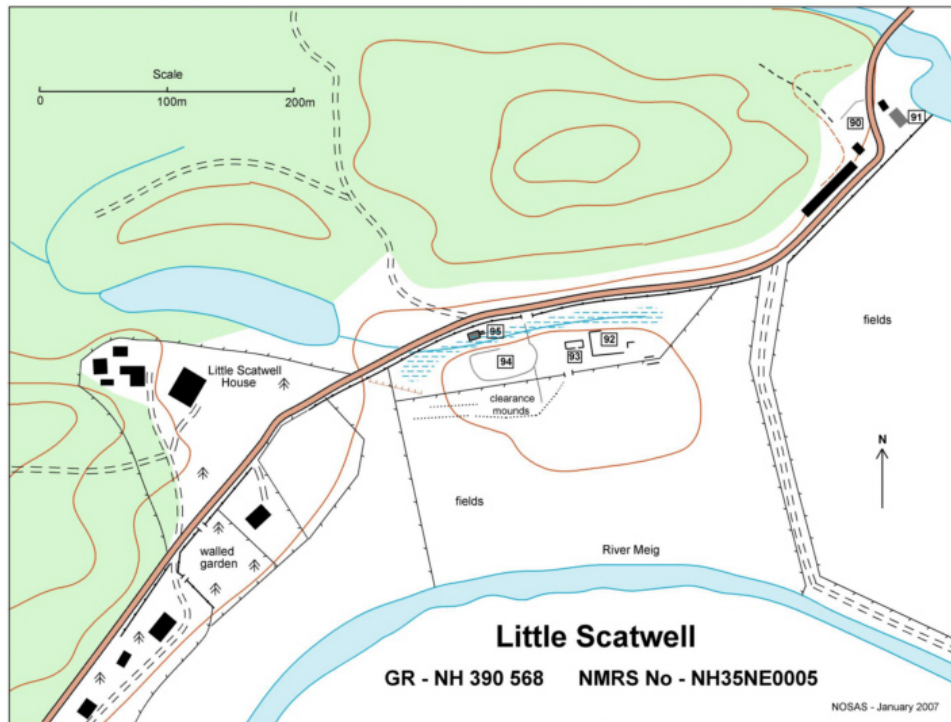 Scale
0 100m 200m
90
91
fields
95
92
93
94
Little Scatwell
House
clearance
mounds
N
fields
walled
garden
River Meig
Little Scatwell
GR - NH 390 568 NMRS No - NH35NE0005
NOSAS - January 2007